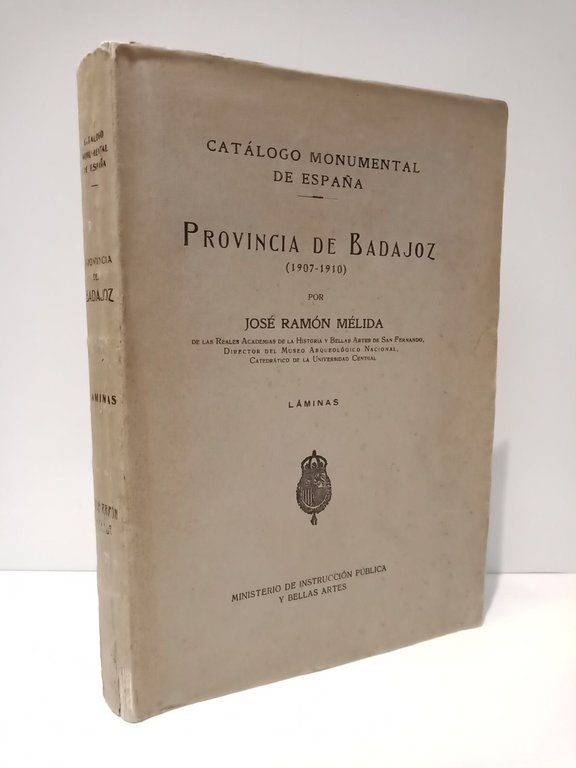 CATÁLOGO MONUMENTAL
DE ESPAÑA
PROVINCIA DE BADAJOZ
(1907-1910)
POR
JOSÉ RAMÓN MÉLIDA
DE LAS REALES ACADEMIAS DE LA HISTORIA Y BELLAS ARTES DE SAN FERNANDO,
DIRECTOR DEL MUSEO ARQUEOLÓGICO NACIONAL,
CATEDRÁTICO DE LA UNIVERSIDAD CENTRAL
LÁMINAS
MINISTERIO DE INSTRUCCIÓN PÚBLICA
Y BELLAS ARTES
CATÁLOGO
MONUMENTAL
DE ESPAÑA
PROVINCIA
DE
BADAJOZ
LÁMINAS
RAMÓN